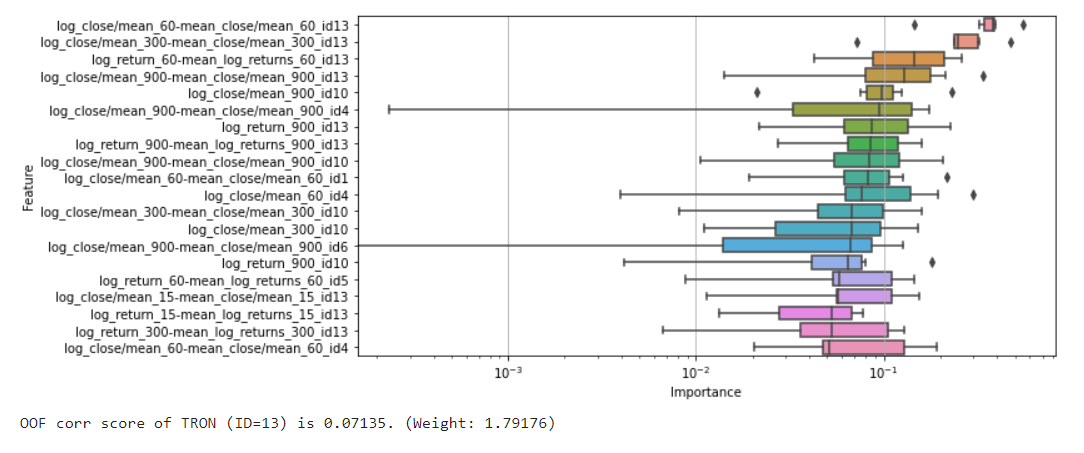 log_close/mean_60-mean_close/mean_60_id13
log_close/mean_300-mean_close/mean_300_id13
log_return_60-mean_log_returns_60_id13
log_close/mean_900-mean_close/mean_900_id13
log_close/mean_900_id10
log_close/mean_900-mean_close/mean_900_id4
log_return_900_id13
log_return_900-mean_log_returns_900_id13
log_close/mean_900-mean_close/mean_900_id10
log_close/mean_60-mean_close/mean_60_id1
log_close/mean_60_id4
log_close/mean_300-mean_close/mean_300_id10
log_close/mean_300_id10
log_close/mean_900-mean_close/mean_900_id6
log_return_900_id10
log_return_60-mean_log_returns_60_id5
log_close/mean_15-mean_close/mean_15_id13
log_return_15-mean_log_returns_15_id13
log_return_300-mean_log_returns_300_id13
log_close/mean_60-mean_close/mean_60_id4
Feature
10⁻³ 10⁻² 10⁻¹
Importance
OOF corr score of TRON (ID=13) is 0.07135. (Weight: 1.79176)